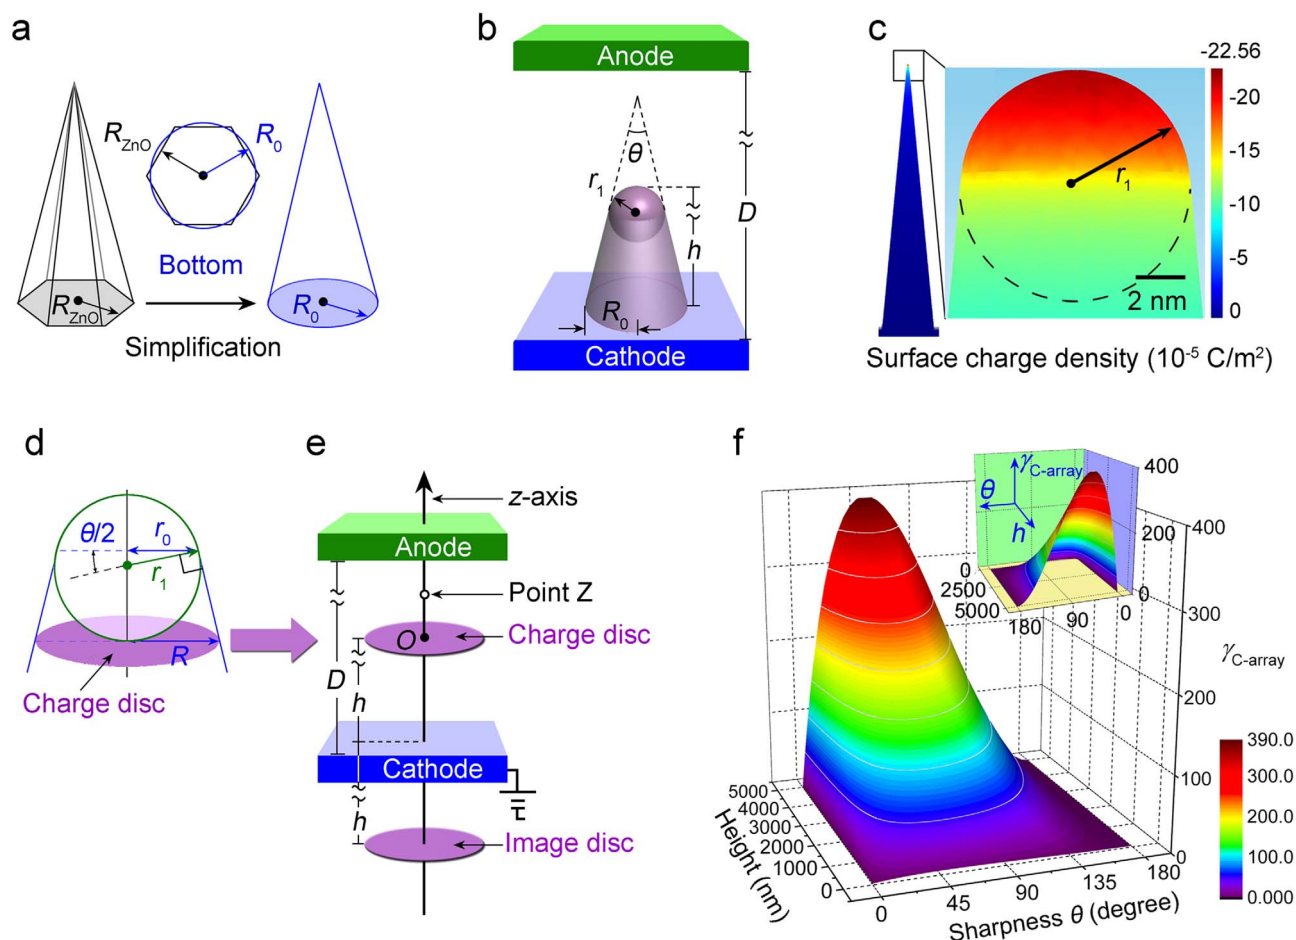 a
R_ZnO
R_0
Bottom
R_ZnO
R_0
Simplification
b
Anode
θ
r_1
h
D
R_0
Cathode
c
-22.56
-20
-15
-10
-5
0
r_1
2 nm
Surface charge density (10^-5 C/m^2)
d
θ/2
r_0
r_1
R
Charge disc
e
z-axis
Anode
Point Z
O
Charge disc
D
h
Cathode
h
Image disc
f
γ_C-array
θ
h
400
200
0
0
2500
5000
180
90
0
400
300
200
100
0
γ_C-array
390.0
300.0
200.0
100.0
0.000
5000
4000
3000
2000
1000
0
Height (nm)
0
45
90
135
180
Sharpness θ (degree)